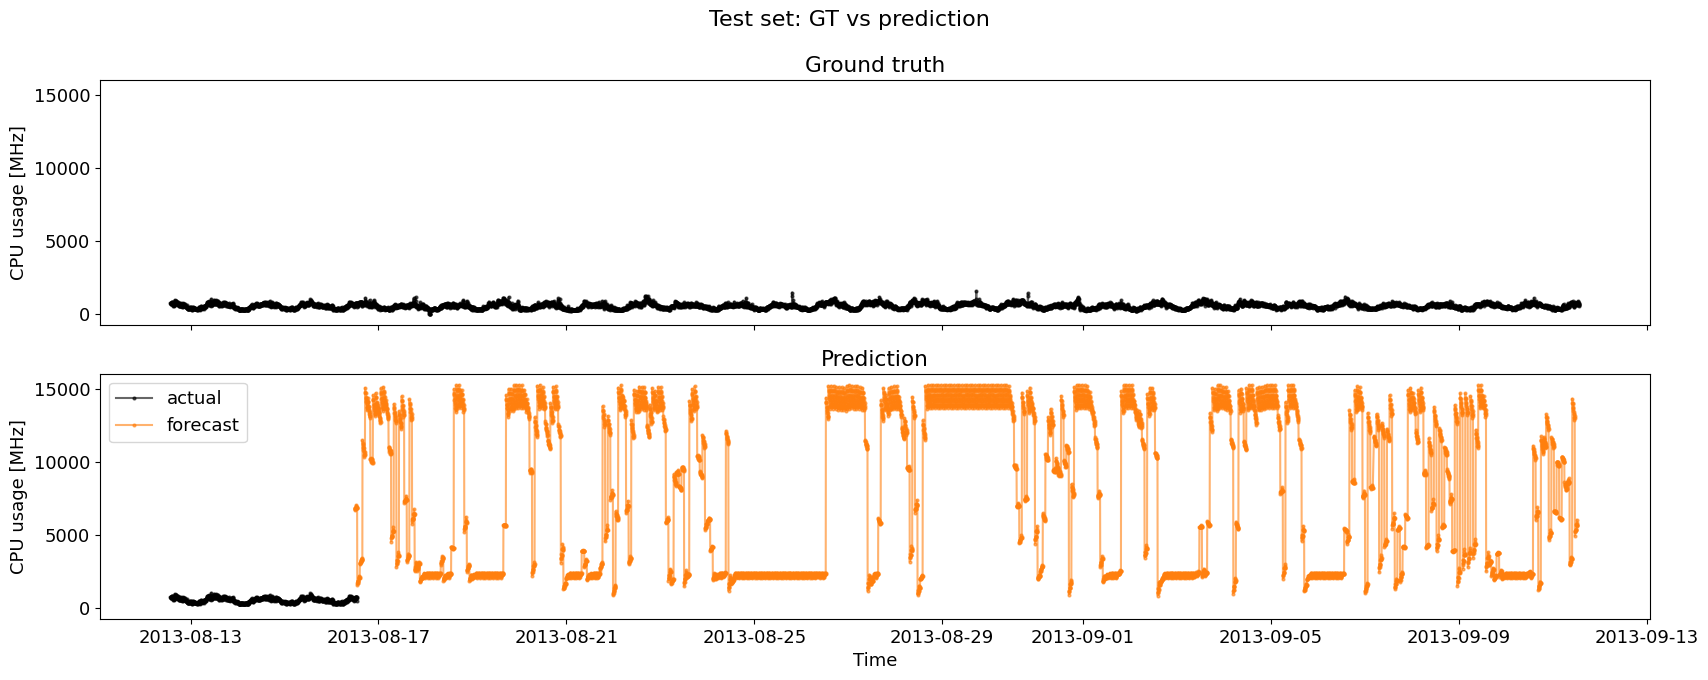 Test set: GT vs prediction
Ground truth
CPU usage [MHz]
15000
10000
5000
0
Prediction
CPU usage [MHz]
15000
10000
5000
0
actual
forecast
2013-08-13 2013-08-17 2013-08-21 2013-08-25 2013-08-29 2013-09-01 2013-09-05 2013-09-09 2013-09-13
Time